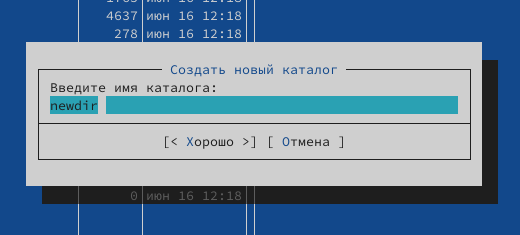 4637 июн 16 12:18
278 июн 16 12:18
Создать новый каталог
Введите имя каталога:
newdir
[< Хорошо >] [ Отмена ]
0 июн 16 12:18